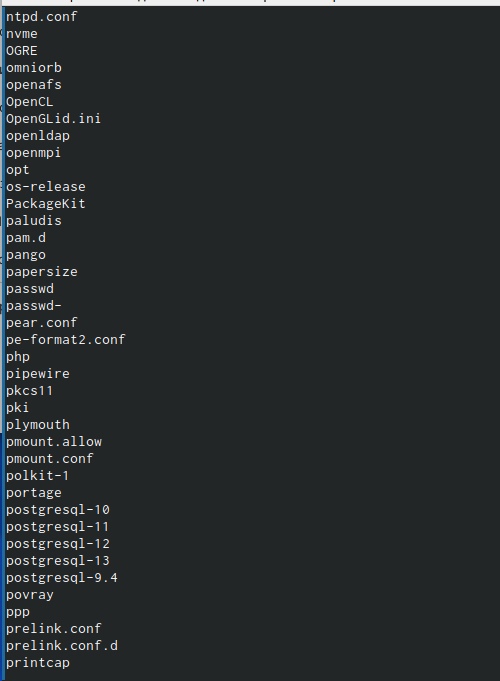 ntpd.conf
nvme
OGRE
omniorb
openafs
OpenCL
OpenGLid.ini
openldap
openmpi
opt
os-release
PackageKit
paludis
pam.d
pango
papersize
passwd
passwd-
pear.conf
pe-format2.conf
php
pipewire
pkcs11
pki
plymouth
pmount.allow
pmount.conf
polkit-1
portage
postgresql-10
postgresql-11
postgresql-12
postgresql-13
postgresql-9.4
povray
ppp
prelink.conf
prelink.conf.d
printcap